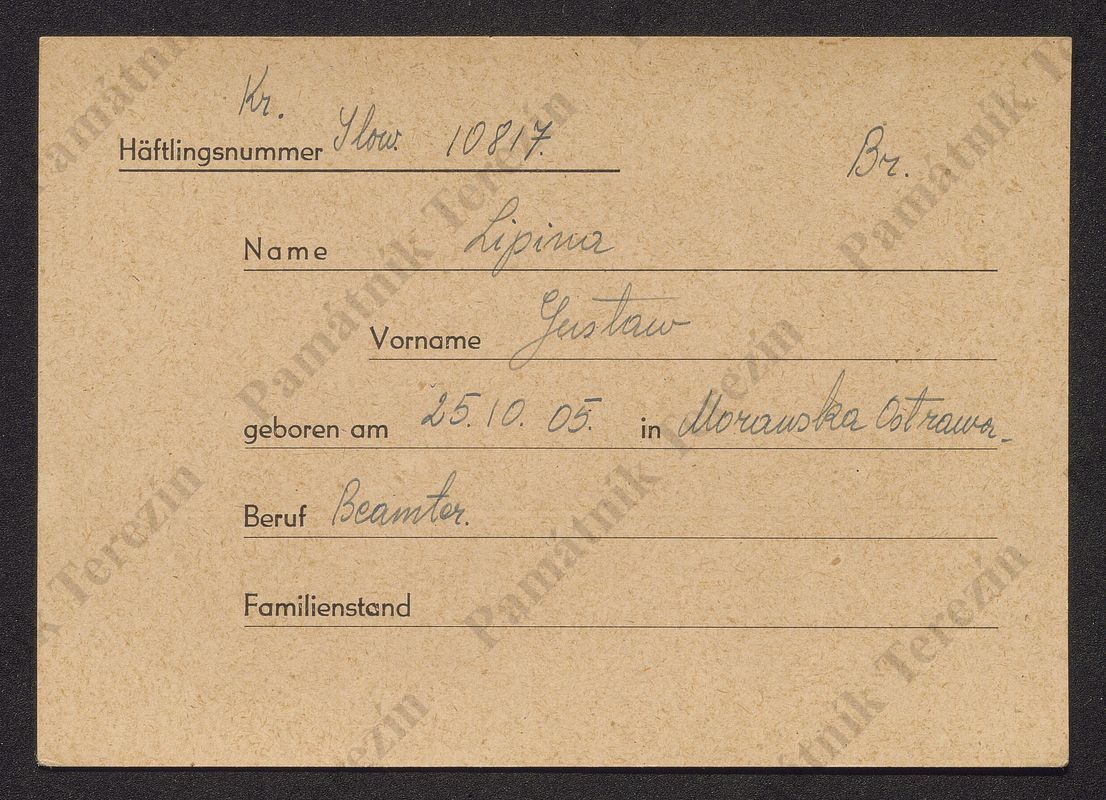 Kr.
Häftlingsnummer Slow. 10817. Br.
Name Lipina
Vorname Gustaw
geboren am 25.10.05. in Morawska Ostrawa
Beruf Beamter.
Familienstand
Památník Terezín